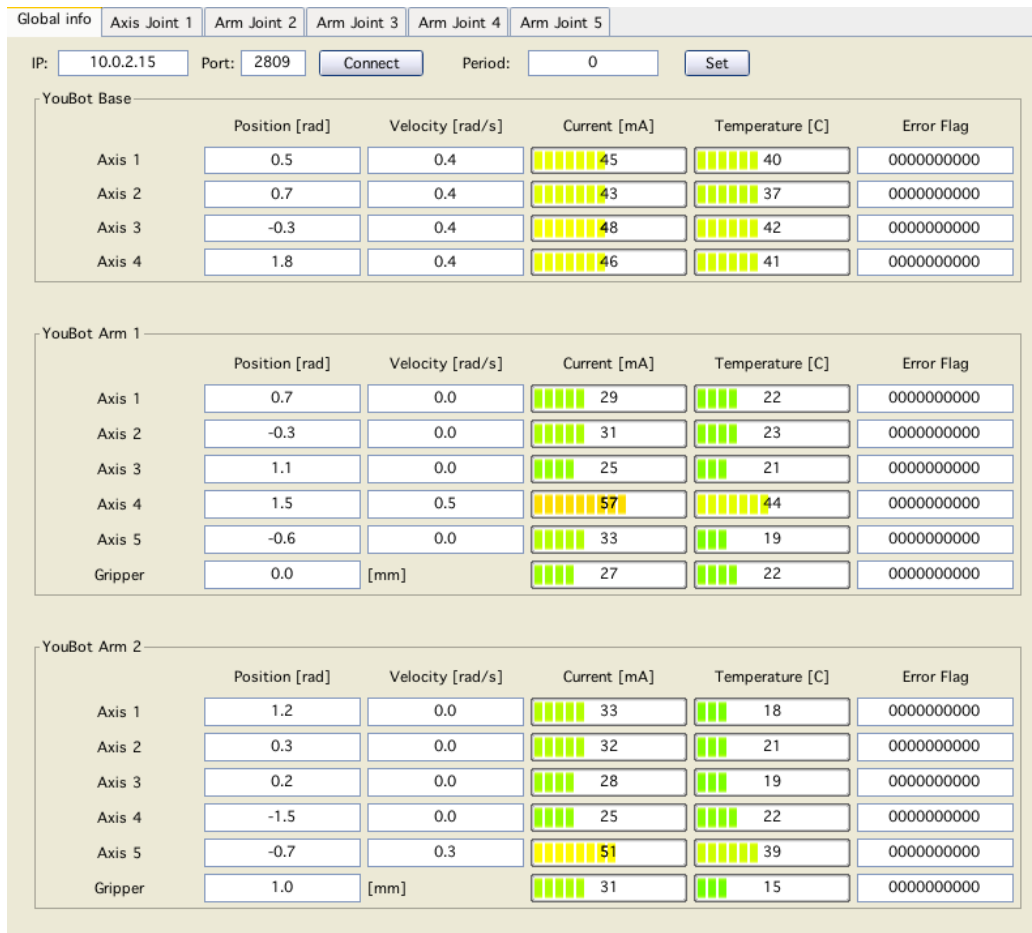 Global info Axis Joint 1 Arm Joint 2 Arm Joint 3 Arm Joint 4 Arm Joint 5
IP: 10.0.2.15 Port: 2809 Connect Period: 0 Set
YouBot Base
Position [rad] Velocity [rad/s] Current [mA] Temperature [C] Error Flag
Axis 1 0.5 0.4 45 40 0000000000
Axis 2 0.7 0.4 43 37 0000000000
Axis 3 -0.3 0.4 48 42 0000000000
Axis 4 1.8 0.4 46 41 0000000000
YouBot Arm 1
Position [rad] Velocity [rad/s] Current [mA] Temperature [C] Error Flag
Axis 1 0.7 0.0 29 22 0000000000
Axis 2 -0.3 0.0 31 23 0000000000
Axis 3 1.1 0.0 25 21 0000000000
Axis 4 1.5 0.5 57 44 0000000000
Axis 5 -0.6 0.0 33 19 0000000000
Gripper 0.0 [mm] 27 22 0000000000
YouBot Arm 2
Position [rad] Velocity [rad/s] Current [mA] Temperature [C] Error Flag
Axis 1 1.2 0.0 33 18 0000000000
Axis 2 0.3 0.0 32 21 0000000000
Axis 3 0.2 0.0 28 19 0000000000
Axis 4 -1.5 0.0 25 22 0000000000
Axis 5 -0.7 0.3 51 39 0000000000
Gripper 1.0 [mm] 31 15 0000000000